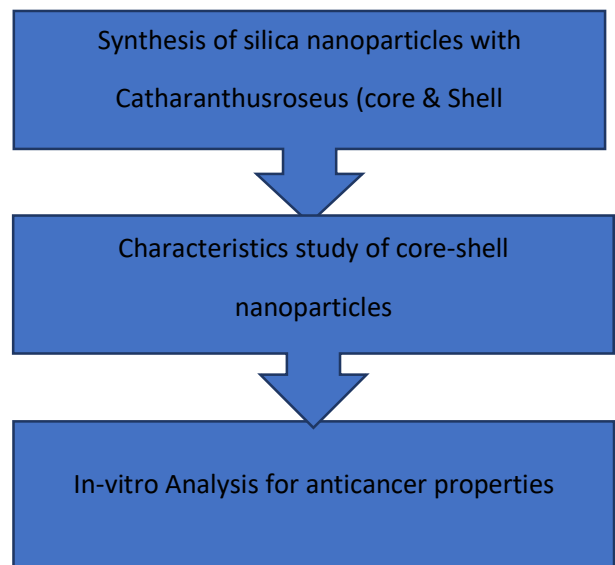 Synthesis of silica nanoparticles with
Catharanthusroseus (core & Shell
Characteristics study of core-shell
nanoparticles
In-vitro Analysis for anticancer properties